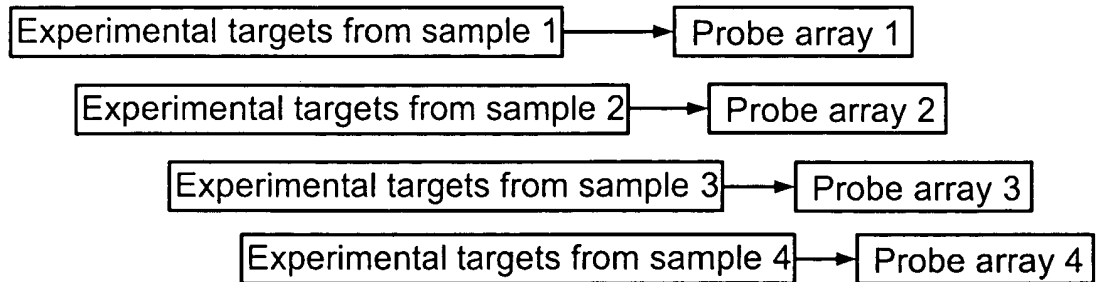 Experimental targets from sample 1 Probe array 1
Experimental targets from sample 2 Probe array 2
Experimental targets from sample 3 Probe array 3
Experimental targets from sample 4 Probe array 4